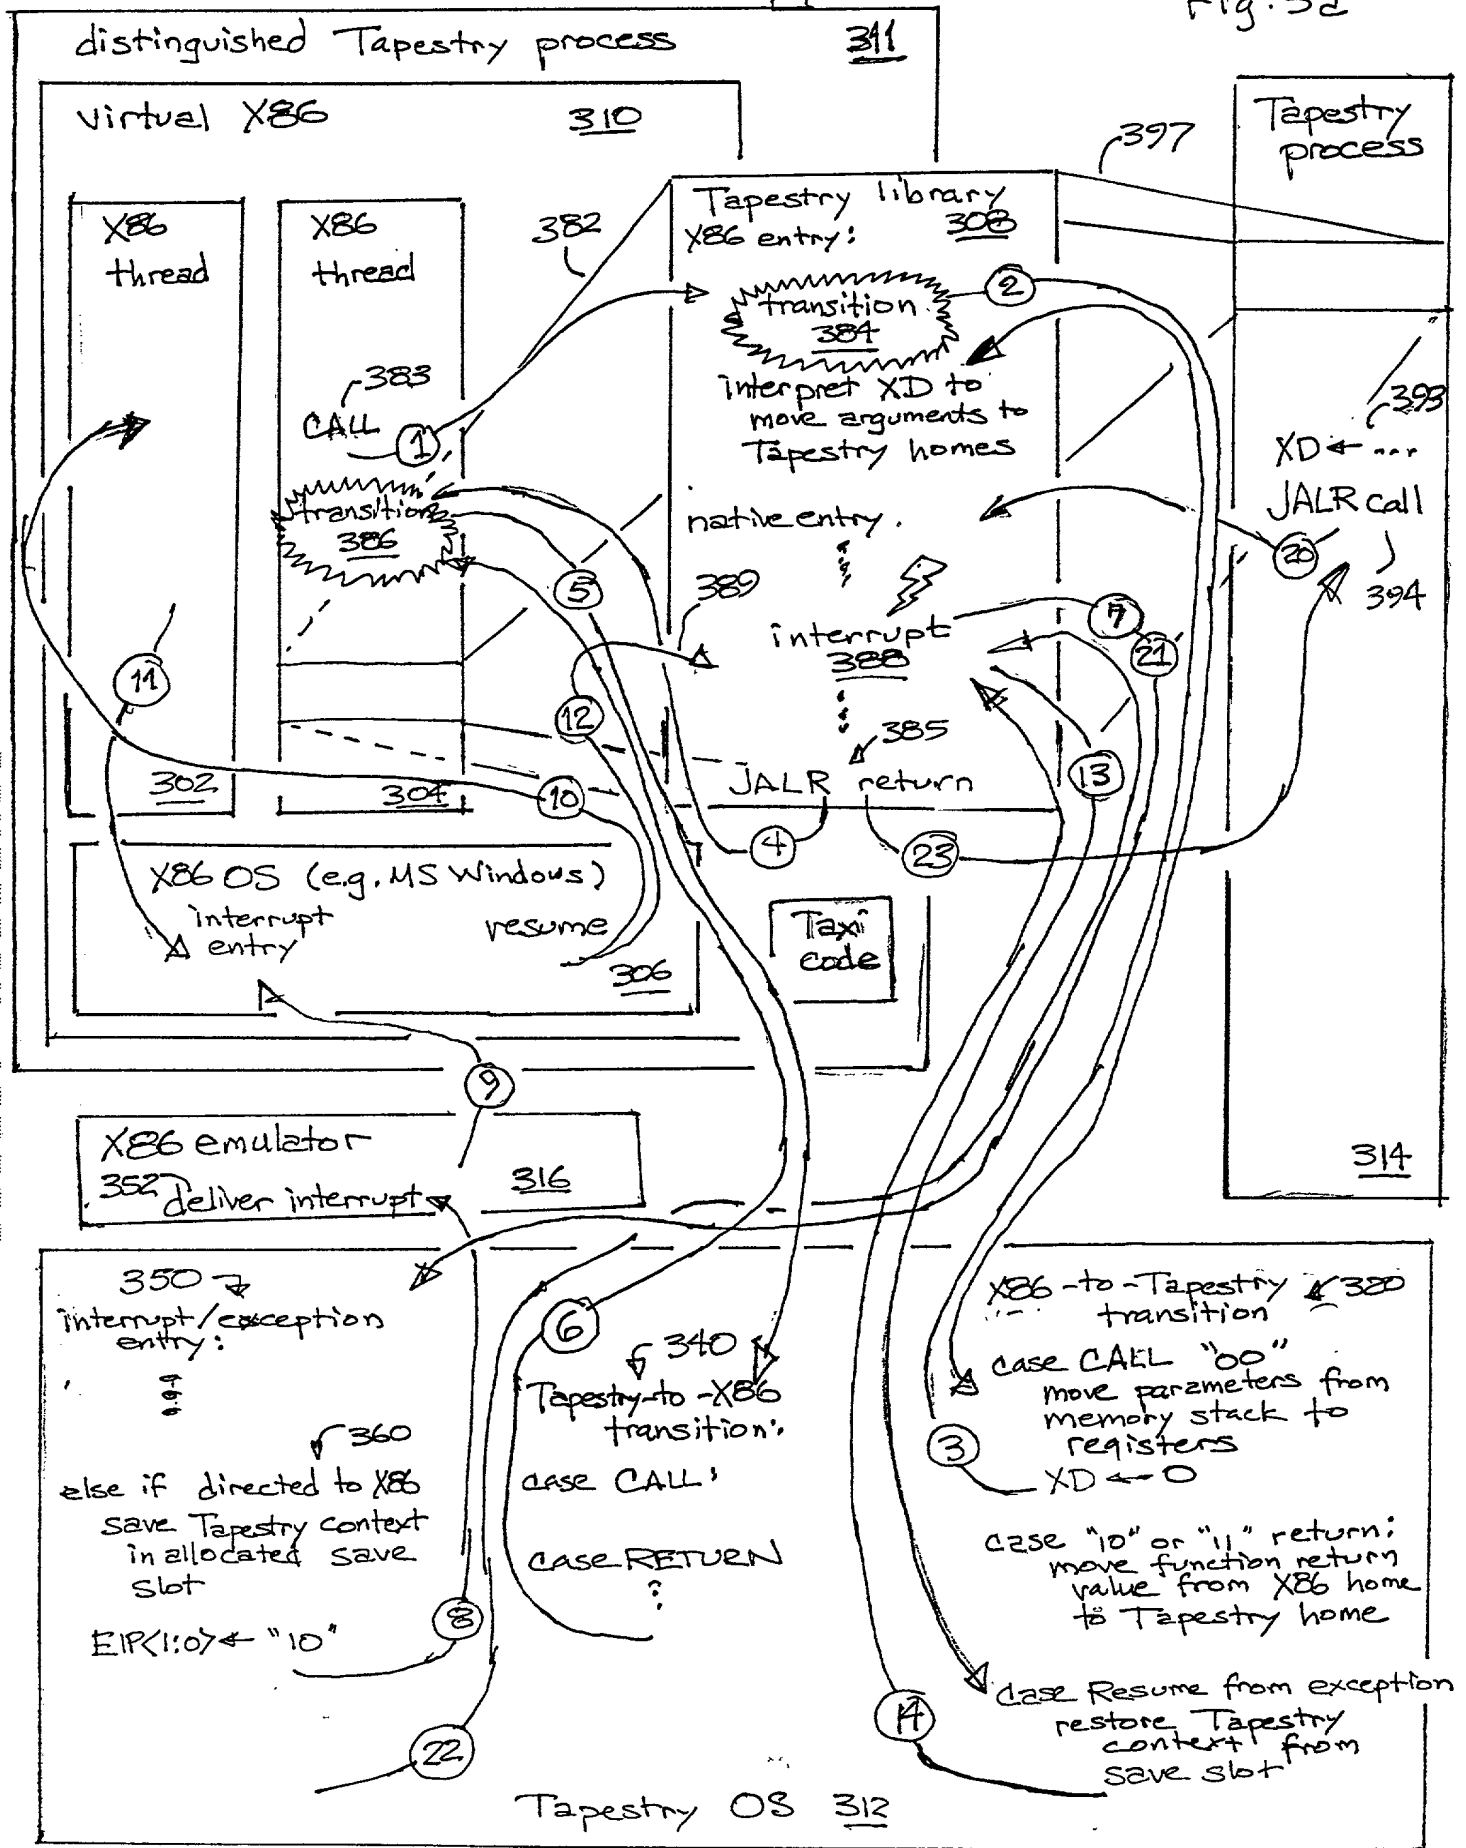 Fig. 3a
distinguished Tapestry process 311
virtual X86 310
X86
thread
302
X86
thread
383
CALL
1
transition
386
304
382
397
Tapestry library
308
X86 entry:
transition
384
2
interpret XD to
move arguments to
Tapestry homes
native entry.
389
interrupt
388
385
JALR return
Tapestry
process
393
XD ← ...
JALR call
20
394
314
5
7
21
11
12
13
10
4
23
X86 OS (e.g. MS Windows)
interrupt
entry
resume
306
Taxi
code
9
X86 emulator
316
352 deliver interrupt
350
interrupt/exception
entry:
360
else if directed to X86
save Tapestry context
in allocated save
slot
8
EIP<1:0> ← "10"
22
6
340
Tapestry-to-X86
transition:
case CALL:
case RETURN
X86-to-Tapestry 320
transition
case CALL "00"
move parameters from
memory stack to
registers
3
XD ← 0
case "10" or "11" return:
move function return
value from X86 home
to Tapestry home
case Resume from exception
restore Tapestry
context from
save slot
14
Tapestry OS 312